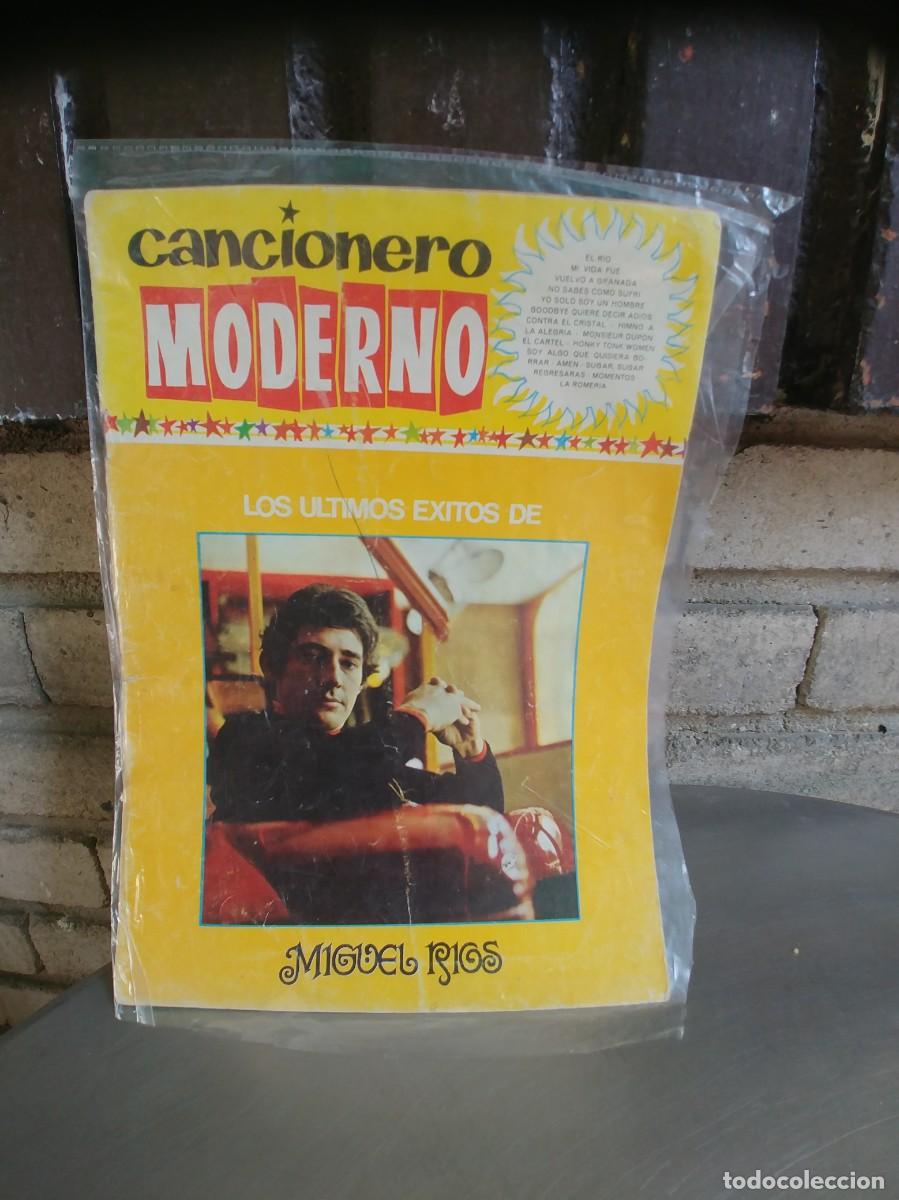 cancionero
MODERNO
EL RIO
MI VIDA FUE
VUELVO A GRANADA
NO SABES COMO SUFRI
YO SOLO SOY UN HOMBRE
GOODBYE QUIERE DECIR ADIOS
CONTRA EL CRISTAL - HIMNO A
LA ALEGRIA - MONSIEUR DUPON
EL CARTEL - HONKY TONK WOMEN
SOY ALGO QUE QUISIERA BO-
RRAR - AMEN - SUGAR, SUGAR
REGRESARAS - MOMENTOS
LA ROMERIA
LOS ULTIMOS EXITOS DE
MIGUEL RIOS
todocoleccion